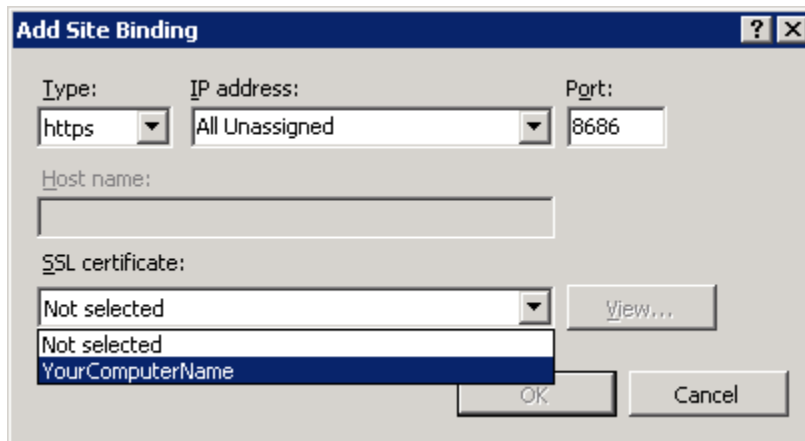 Add Site Binding
Type: IP address: Port:
https All Unassigned 8686
Host name:
SSL certificate:
Not selected View...
Not selected
YourComputerName
OK Cancel